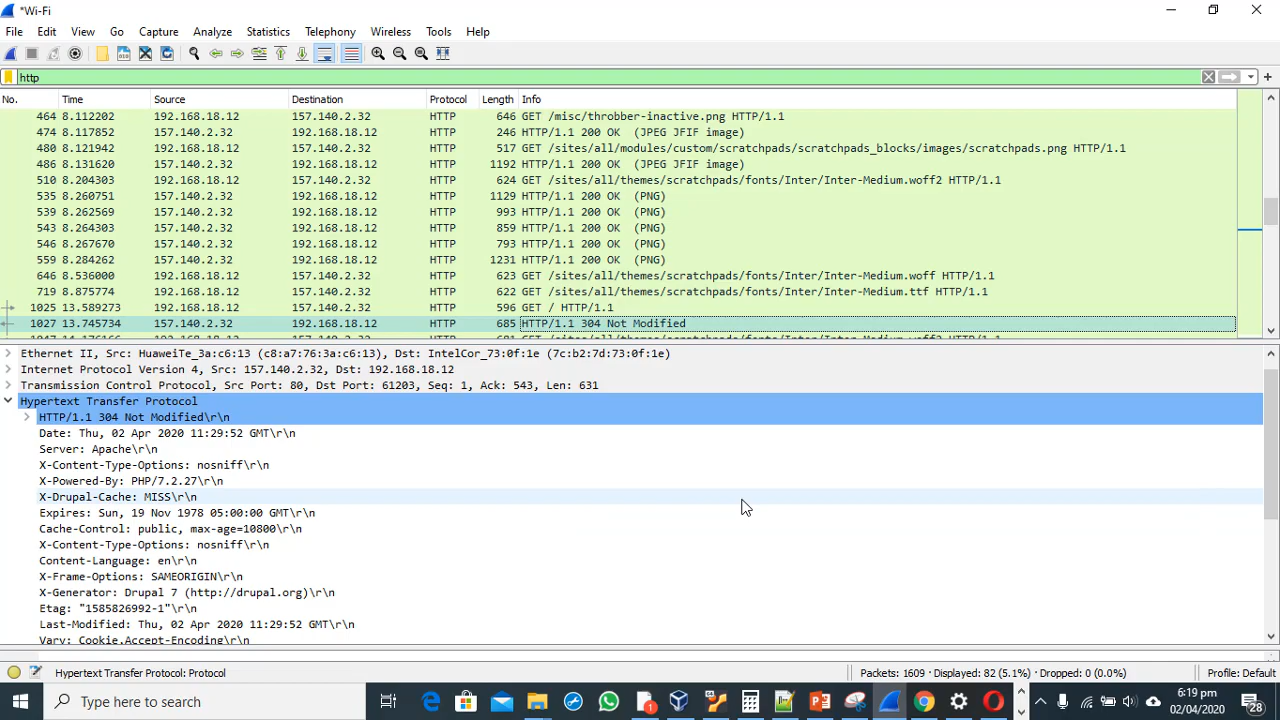 *Wi-Fi
File Edit View Go Capture Analyze Statistics Telephony Wireless Tools Help
http
No. Time Source Destination Protocol Length Info
464 8.112202 192.168.18.12 157.140.2.32 HTTP 646 GET /misc/throbber-inactive.png HTTP/1.1
474 8.117852 157.140.2.32 192.168.18.12 HTTP 246 HTTP/1.1 200 OK (JPEG JFIF image)
480 8.121942 192.168.18.12 157.140.2.32 HTTP 517 GET /sites/all/modules/custom/scratchpads/scratchpads_blocks/images/scratchpads.png HTTP/1.1
486 8.131620 157.140.2.32 192.168.18.12 HTTP 1192 HTTP/1.1 200 OK (JPEG JFIF image)
510 8.204303 192.168.18.12 157.140.2.32 HTTP 624 GET /sites/all/themes/scratchpads/fonts/Inter/Inter-Medium.woff2 HTTP/1.1
535 8.260751 157.140.2.32 192.168.18.12 HTTP 1129 HTTP/1.1 200 OK (PNG)
539 8.262569 157.140.2.32 192.168.18.12 HTTP 993 HTTP/1.1 200 OK (PNG)
543 8.264303 157.140.2.32 192.168.18.12 HTTP 859 HTTP/1.1 200 OK (PNG)
546 8.267670 157.140.2.32 192.168.18.12 HTTP 793 HTTP/1.1 200 OK (PNG)
559 8.284262 157.140.2.32 192.168.18.12 HTTP 1231 HTTP/1.1 200 OK (PNG)
646 8.536000 192.168.18.12 157.140.2.32 HTTP 623 GET /sites/all/themes/scratchpads/fonts/Inter/Inter-Medium.woff HTTP/1.1
719 8.875774 192.168.18.12 157.140.2.32 HTTP 622 GET /sites/all/themes/scratchpads/fonts/Inter/Inter-Medium.ttf HTTP/1.1
1025 13.589273 192.168.18.12 157.140.2.32 HTTP 596 GET / HTTP/1.1
1027 13.745734 157.140.2.32 192.168.18.12 HTTP 685 HTTP/1.1 304 Not Modified
Ethernet II, Src: HuaweiTe_3a:c6:13 (c8:a7:76:3a:c6:13), Dst: IntelCor_73:0f:1e (7c:b2:7d:73:0f:1e)
Internet Protocol Version 4, Src: 157.140.2.32, Dst: 192.168.18.12
Transmission Control Protocol, Src Port: 80, Dst Port: 61203, Seq: 1, Ack: 543, Len: 631
Hypertext Transfer Protocol
HTTP/1.1 304 Not Modified\r\n
Date: Thu, 02 Apr 2020 11:29:52 GMT\r\n
Server: Apache\r\n
X-Content-Type-Options: nosniff\r\n
X-Powered-By: PHP/7.2.27\r\n
X-Drupal-Cache: MISS\r\n
Expires: Sun, 19 Nov 1978 05:00:00 GMT\r\n
Cache-Control: public, max-age=10800\r\n
X-Content-Type-Options: nosniff\r\n
Content-Language: en\r\n
X-Frame-Options: SAMEORIGIN\r\n
X-Generator: Drupal 7 (http://drupal.org)\r\n
Etag: "1585826992-1"\r\n
Last-Modified: Thu, 02 Apr 2020 11:29:52 GMT\r\n
Vary: Cookie,Accept-Encoding\r\n
Hypertext Transfer Protocol: Protocol Packets: 1609 · Displayed: 82 (5.1%) · Dropped: 0 (0.0%) Profile: Default
Type here to search
6:19 pm
02/04/2020
28